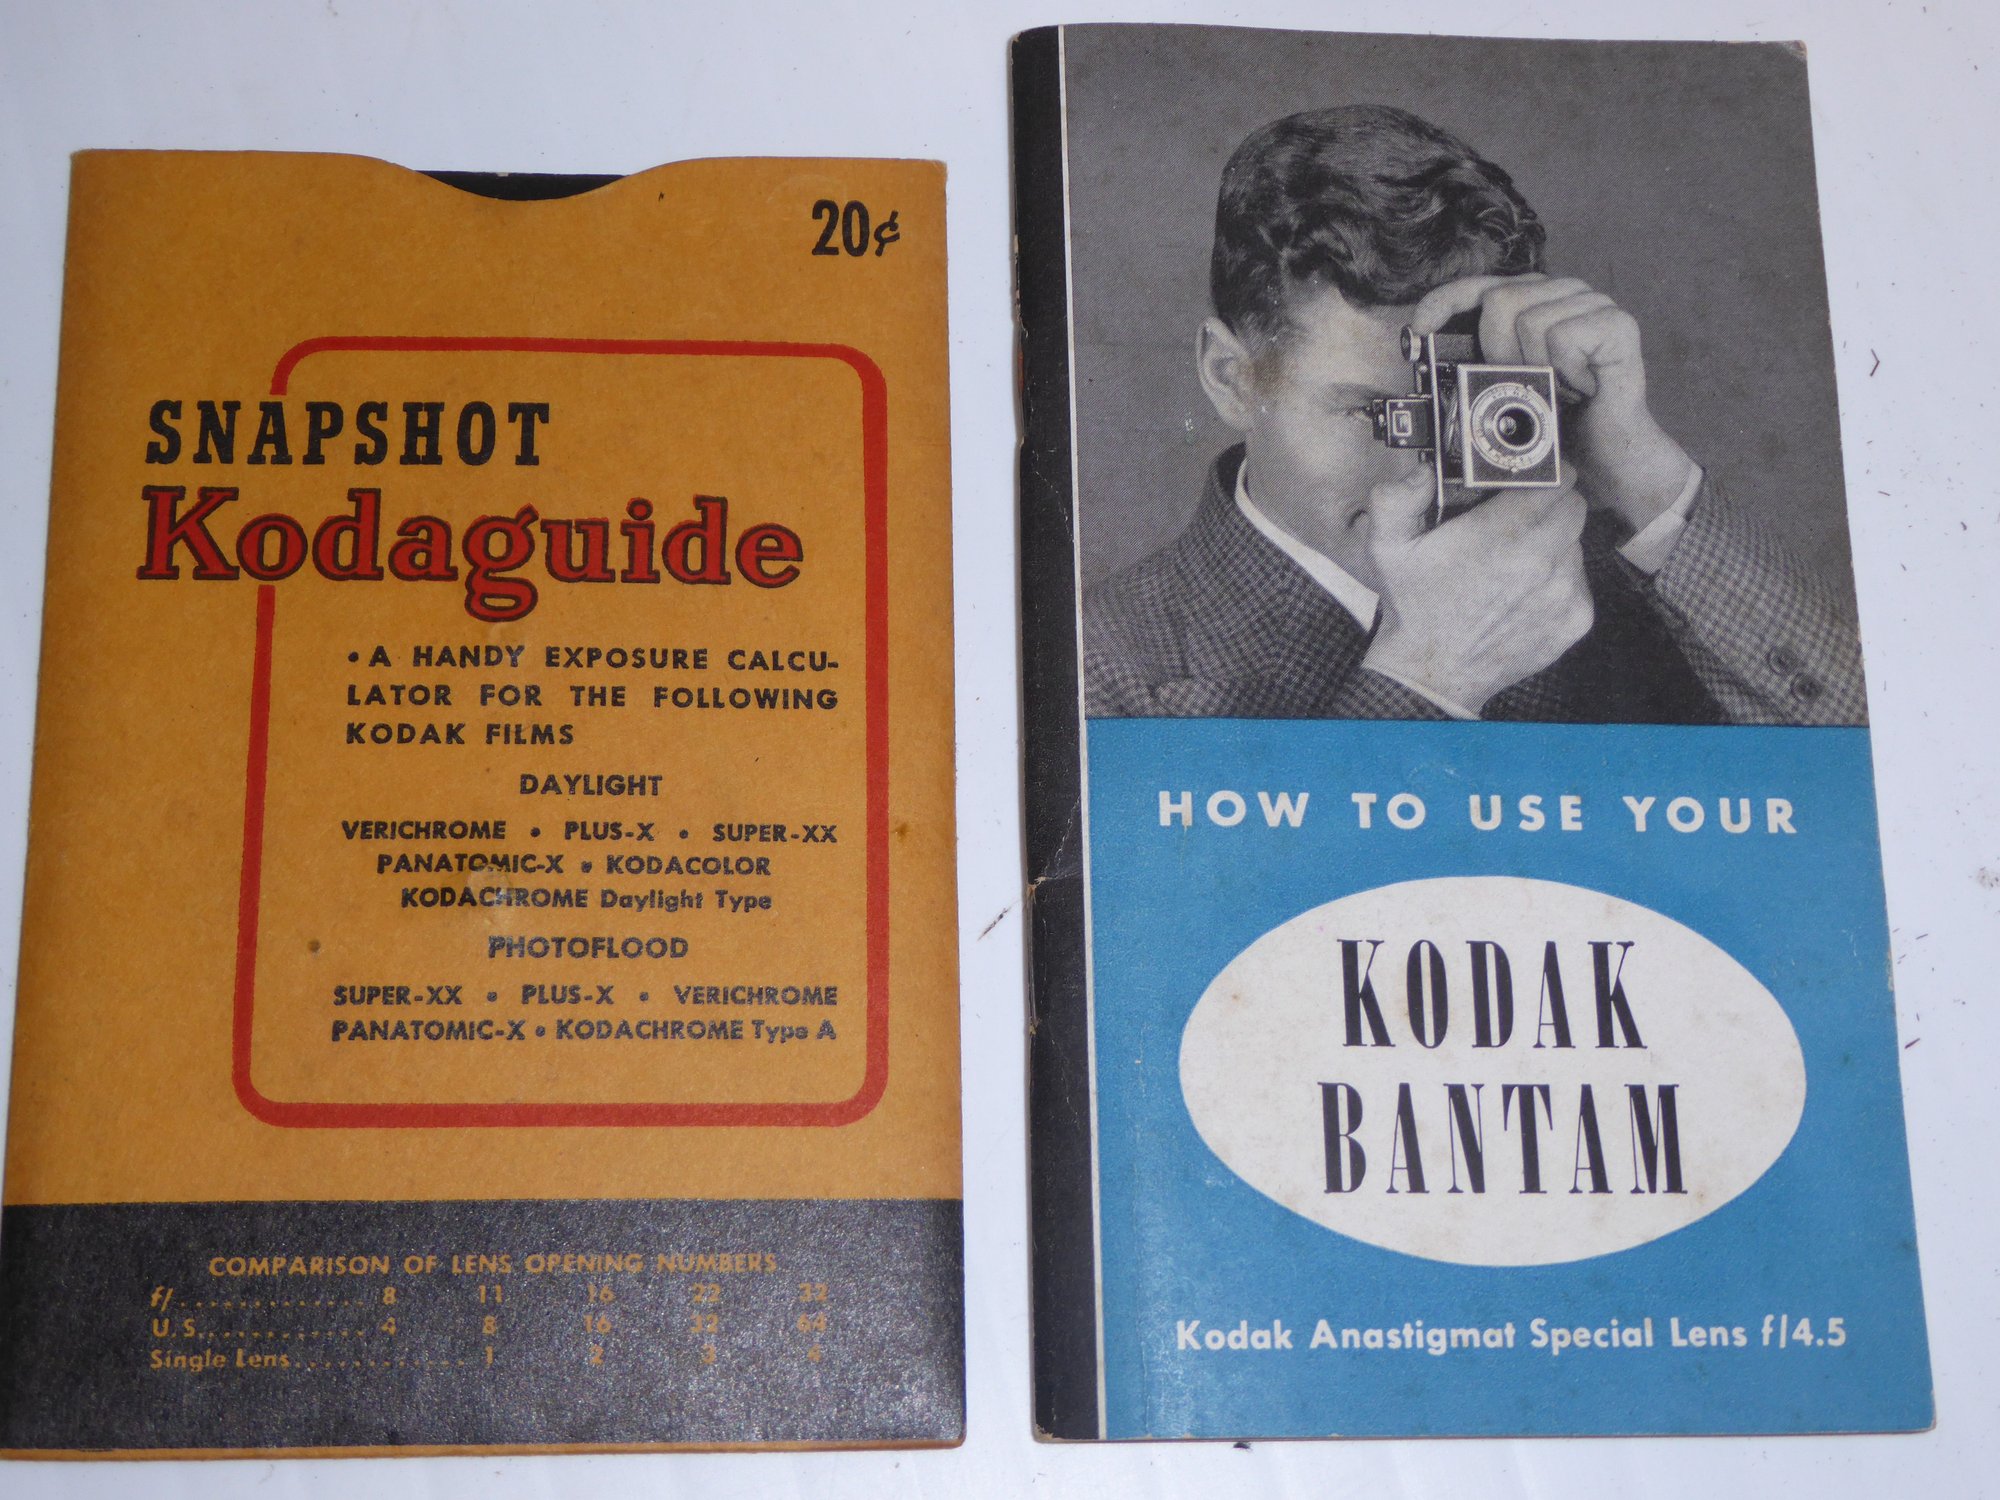 20¢
SNAPSHOT
Kodaguide
• A HANDY EXPOSURE CALCU-
LATOR FOR THE FOLLOWING
KODAK FILMS
DAYLIGHT
VERICHROME • PLUS-X • SUPER-XX
PANATOMIC-X • KODACOLOR
KODACHROME Daylight Type
PHOTOFLOOD
SUPER-XX • PLUS-X • VERICHROME
PANATOMIC-X • KODACHROME Type A
COMPARISON OF LENS OPENING NUMBERS
f/ ............. 8 11 16 22 32
U.S. ............ 4 8 16 32 64
Single Lens ............ 1 2 3 4
HOW TO USE YOUR
KODAK
BANTAM
Kodak Anastigmat Special Lens f/4.5